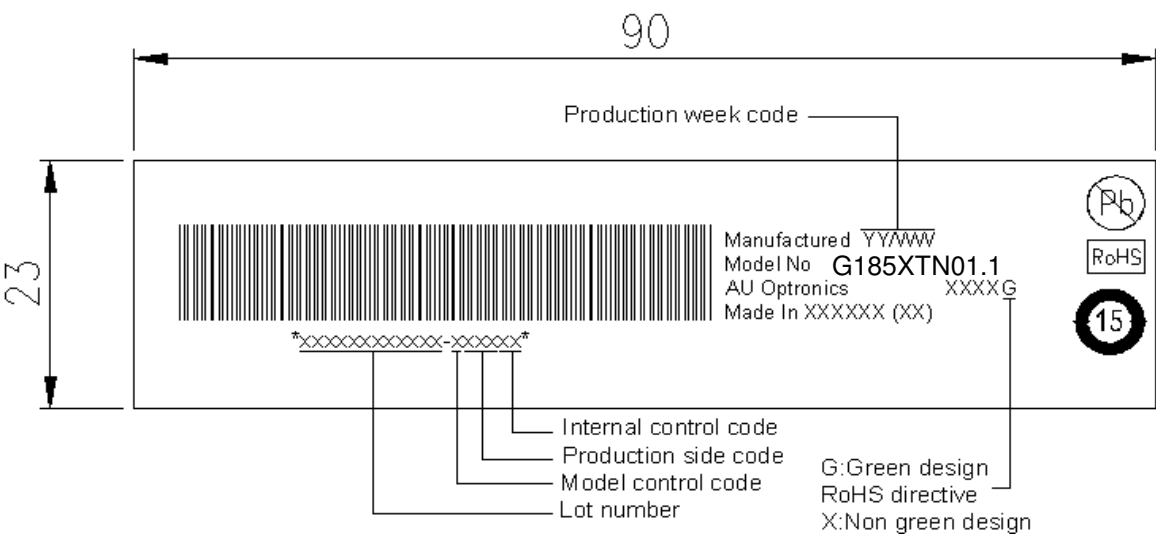 90
Production week code
23
Pb
Manufactured YY/WW
RoHS
Model No G185XTN01.1
AU Optronics XXXXG
Made In XXXXXX (XX)
15
*XXXXXXXXXXXX-XXXXXX*
Internal control code
Production side code
Model control code
Lot number
G:Green design
RoHS directive
X:Non green design